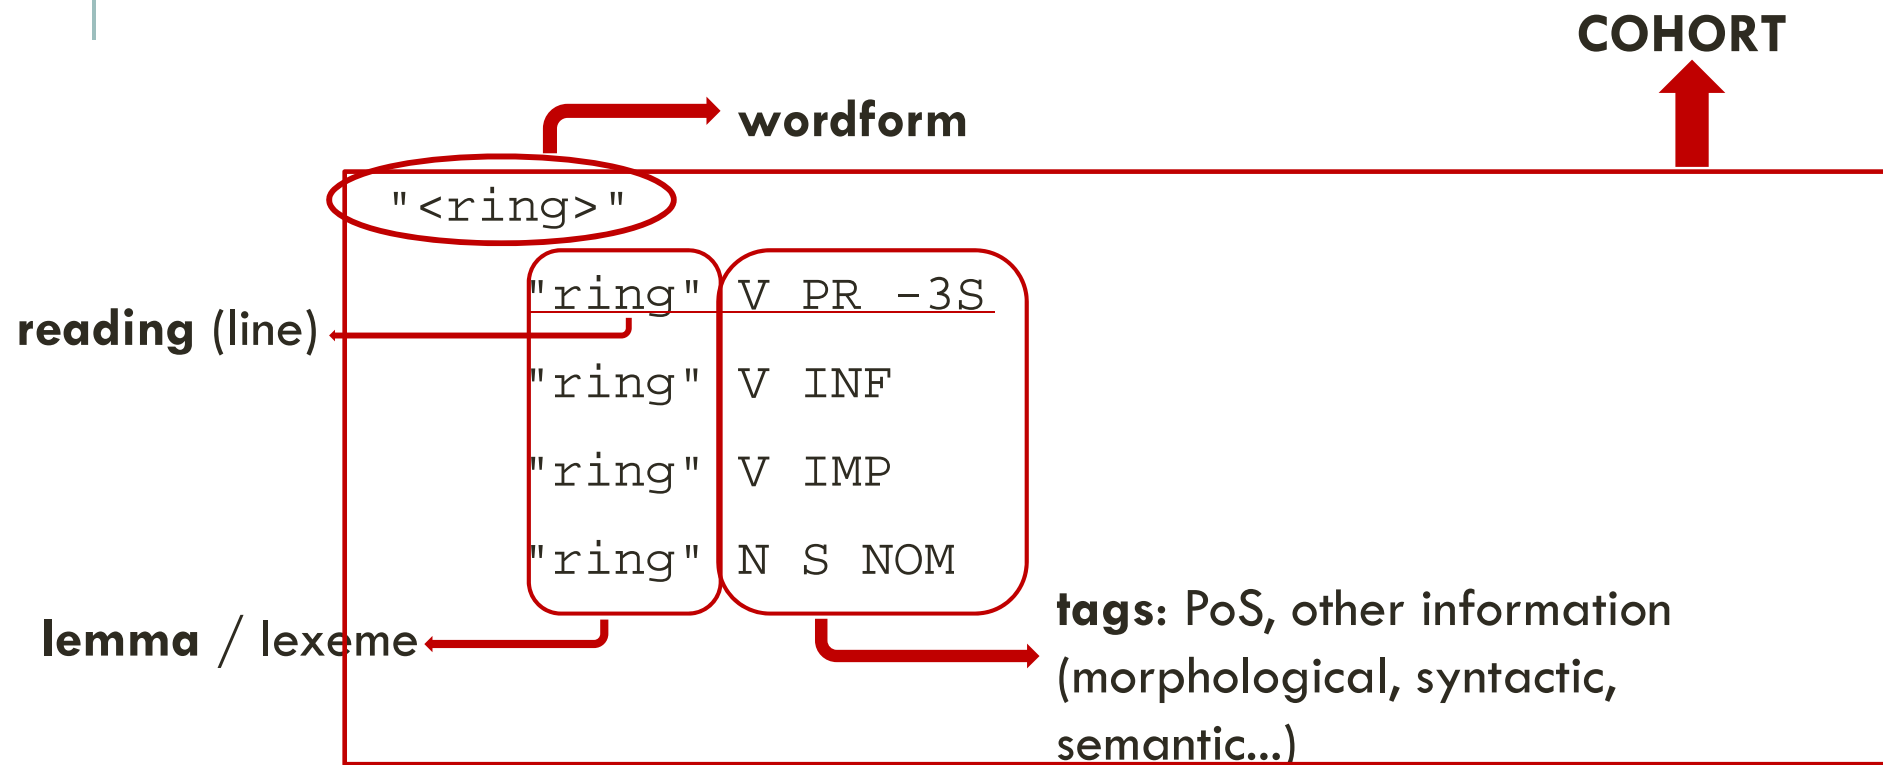 COHORT
wordform
"<ring>"
"ring" V PR -3S
reading (line)
"ring" V INF
"ring" V IMP
"ring" N S NOM
lemma / lexeme
tags: PoS, other information
(morphological, syntactic,
semantic...)